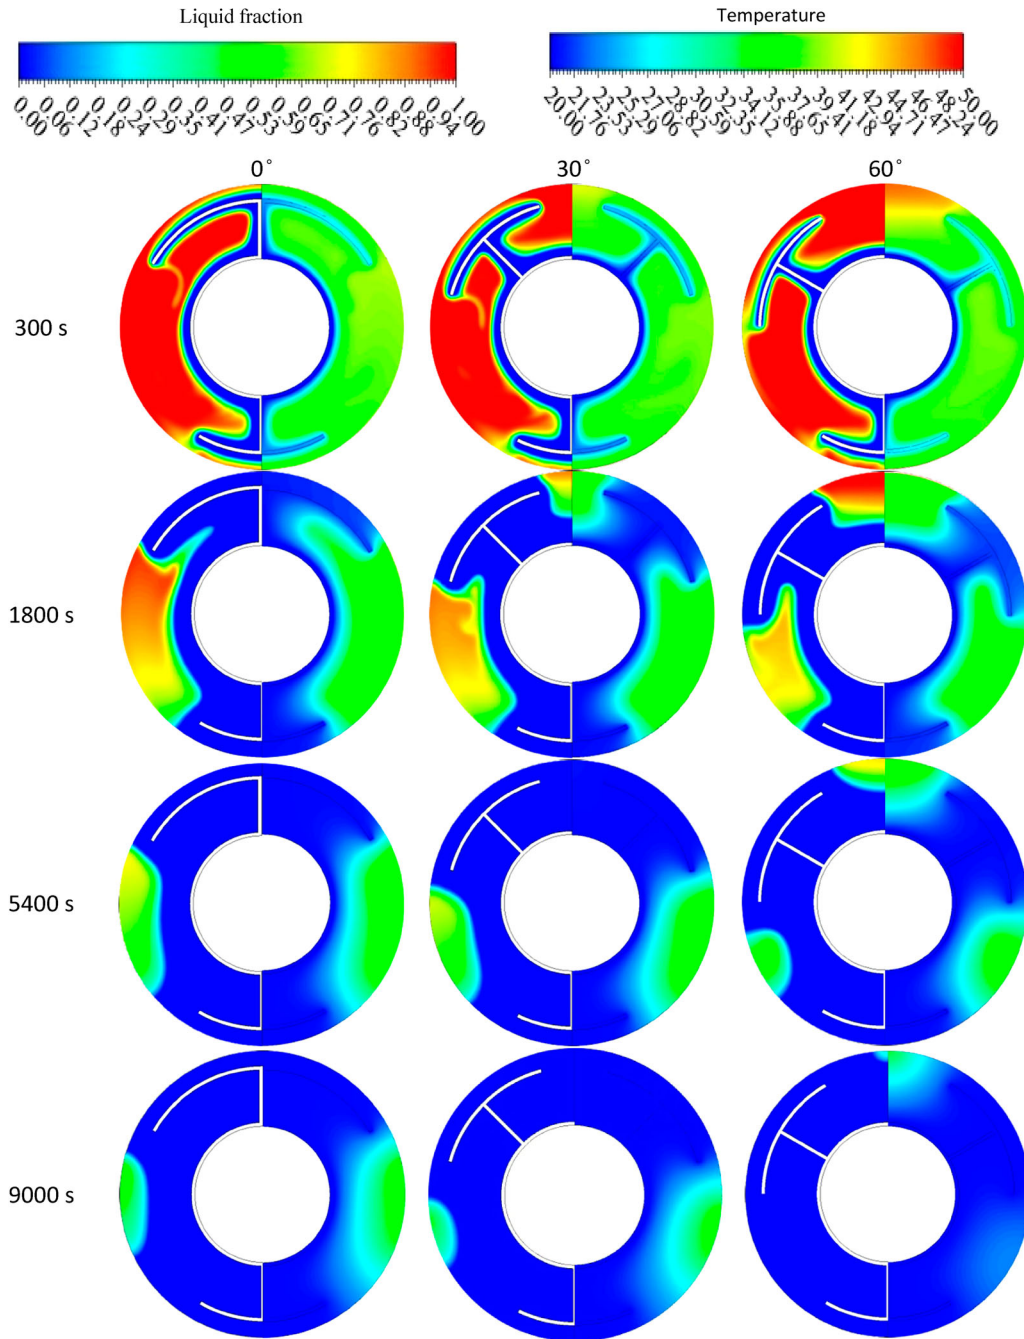 Liquid fraction
Temperature
0.00 0.06 0.12 0.18 0.24 0.29 0.35 0.41 0.47 0.53 0.59 0.65 0.71 0.76 0.82 0.88 0.94 1.00
20.00 21.76 23.53 25.29 27.06 28.82 30.59 32.35 34.12 35.88 37.65 39.41 41.18 42.94 44.71 46.47 48.24 50.00
0° 30° 60°
300 s
1800 s
5400 s
9000 s